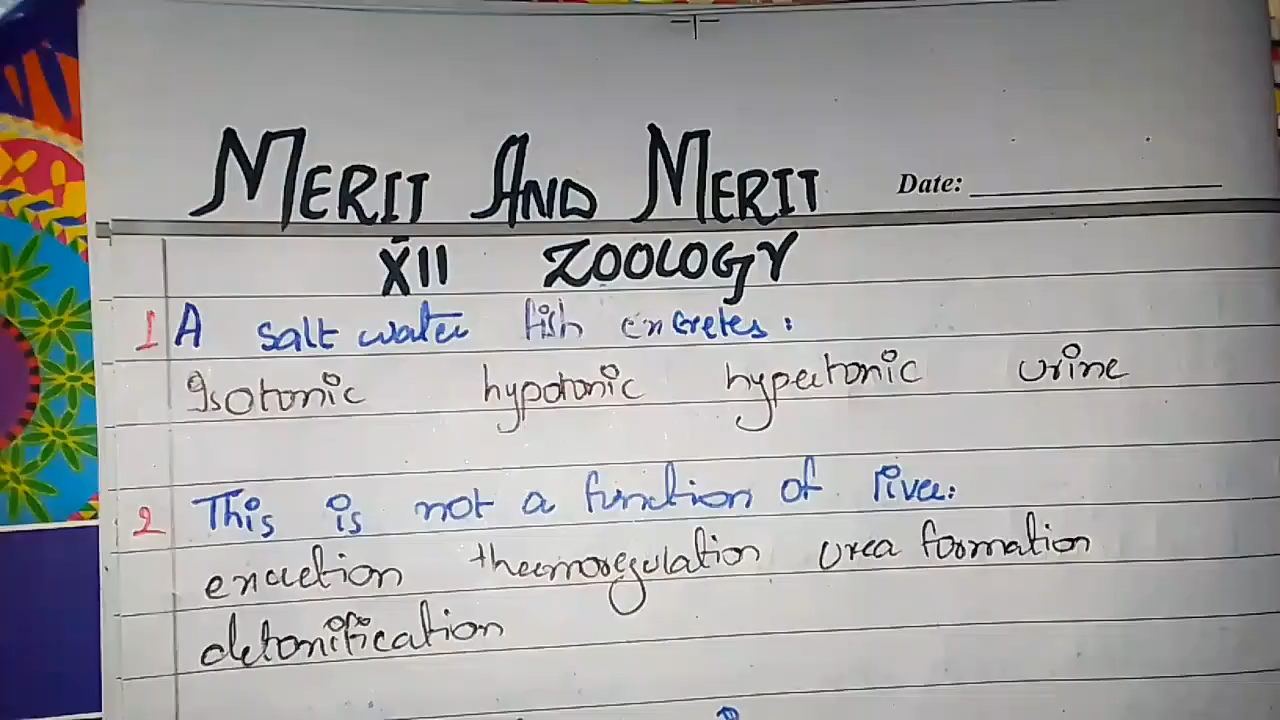 MERIT AND MERIT
Date:
XII ZOOLOGY
1 A salt water fish excretes:
Isotonic hypotonic hypertonic urine
2 This is not a function of liver:
excretion thermoregulation urea formation
detoxification